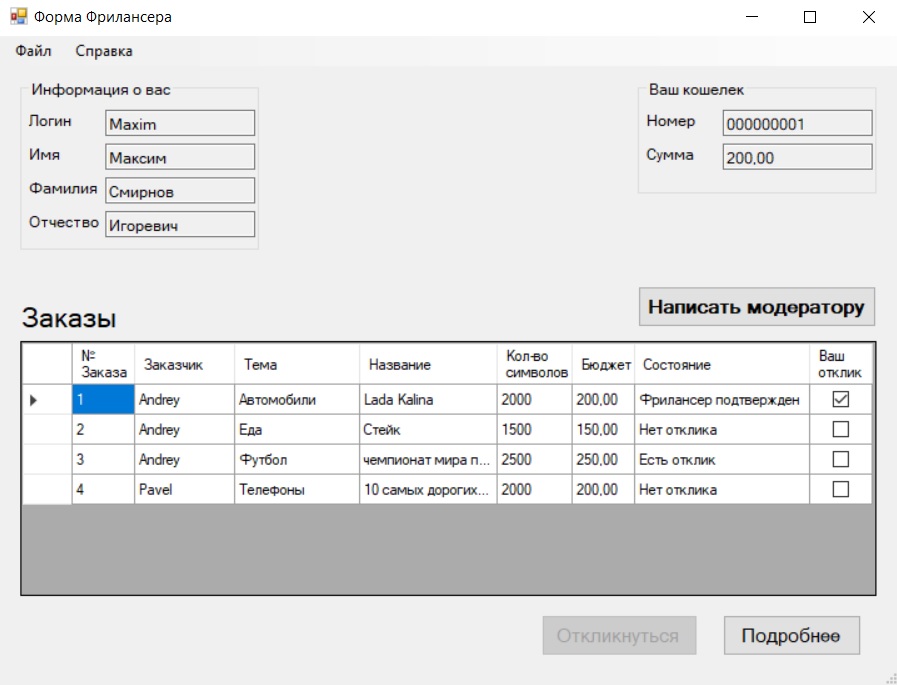 Форма Фрилансера
Файл Справка
Информация о вас
Логин Maxim
Имя Максим
Фамилия Смирнов
Отчество Игоревич
Ваш кошелек
Номер 000000001
Сумма 200,00
Написать модератору
Заказы
№ Заказа Заказчик Тема Название Кол-во символов Бюджет Состояние Ваш отклик
1 Andrey Автомобили Lada Kalina 2000 200,00 Фрилансер подтвержден
2 Andrey Еда Стейк 1500 150,00 Нет отклика
3 Andrey Футбол чемпионат мира п... 2500 250,00 Есть отклик
4 Pavel Телефоны 10 самых дорогих... 2000 200,00 Нет отклика
Откликнуться Подробнее